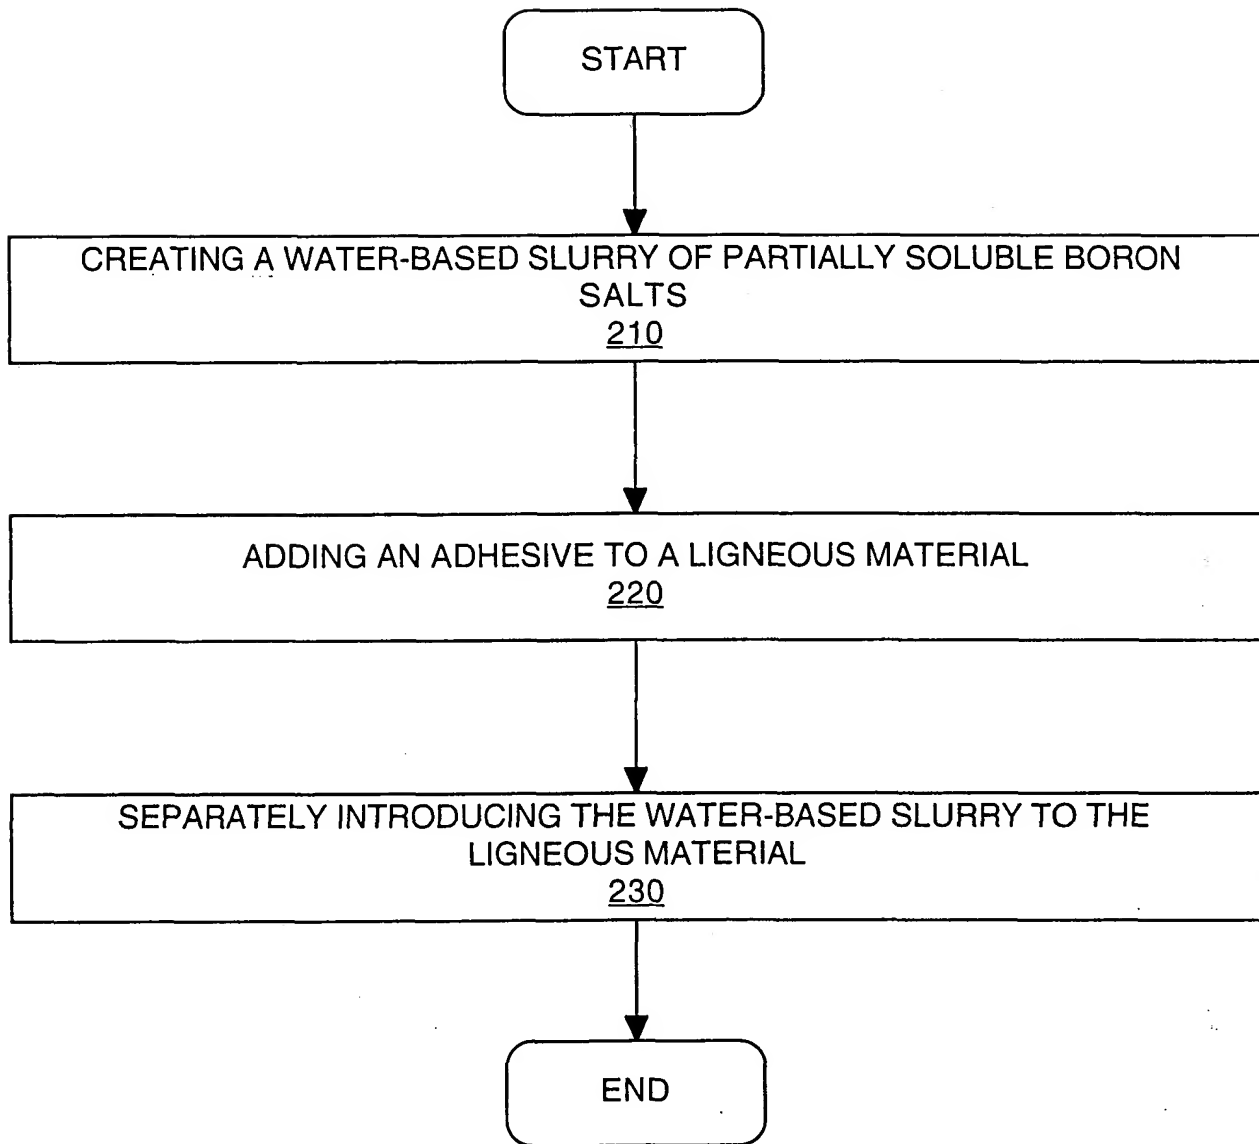 START
CREATING A WATER-BASED SLURRY OF PARTIALLY SOLUBLE BORON
SALTS
210
ADDING AN ADHESIVE TO A LIGNEOUS MATERIAL
220
SEPARATELY INTRODUCING THE WATER-BASED SLURRY TO THE
LIGNEOUS MATERIAL
230
END